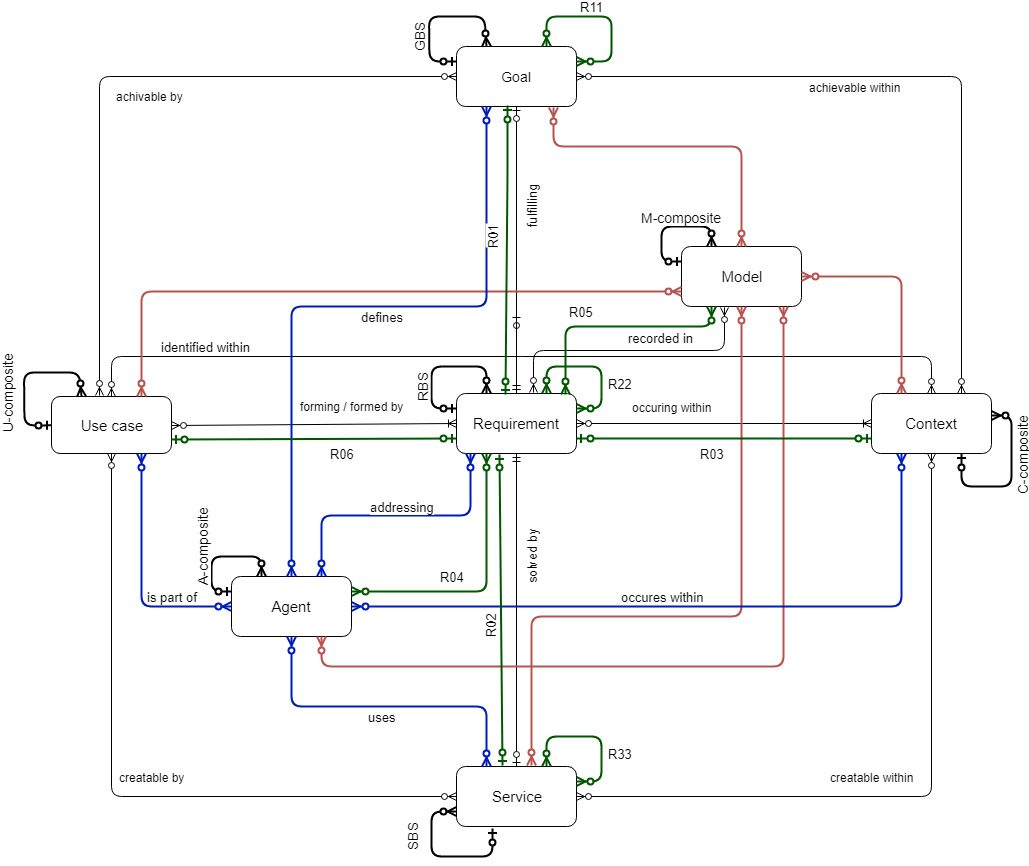 R11
GBS
Goal
achivable by
achievable within
fulfilling
M-composite
R01
Model
R05
defines
recorded in
identified within
U-composite
RBS
R22
forming / formed by
occuring within
Use case
Requirement
Context
C-composite
R06
R03
addressing
A-composite
solved by
R04
is part of
Agent
occures within
R02
uses
R33
creatable by
creatable within
Service
SBS